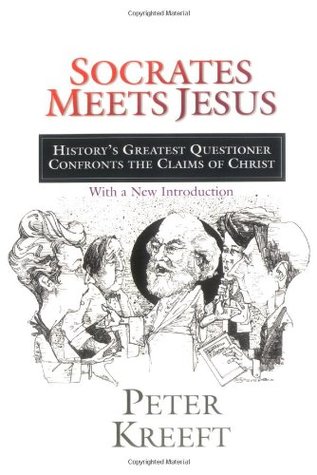 Copyrighted Material
SOCRATES
MEETS JESUS
HISTORY'S GREATEST QUESTIONER
CONFRONTS THE CLAIMS OF CHRIST
With a New Introduction
PETER
KREEFT
Copyrighted Material